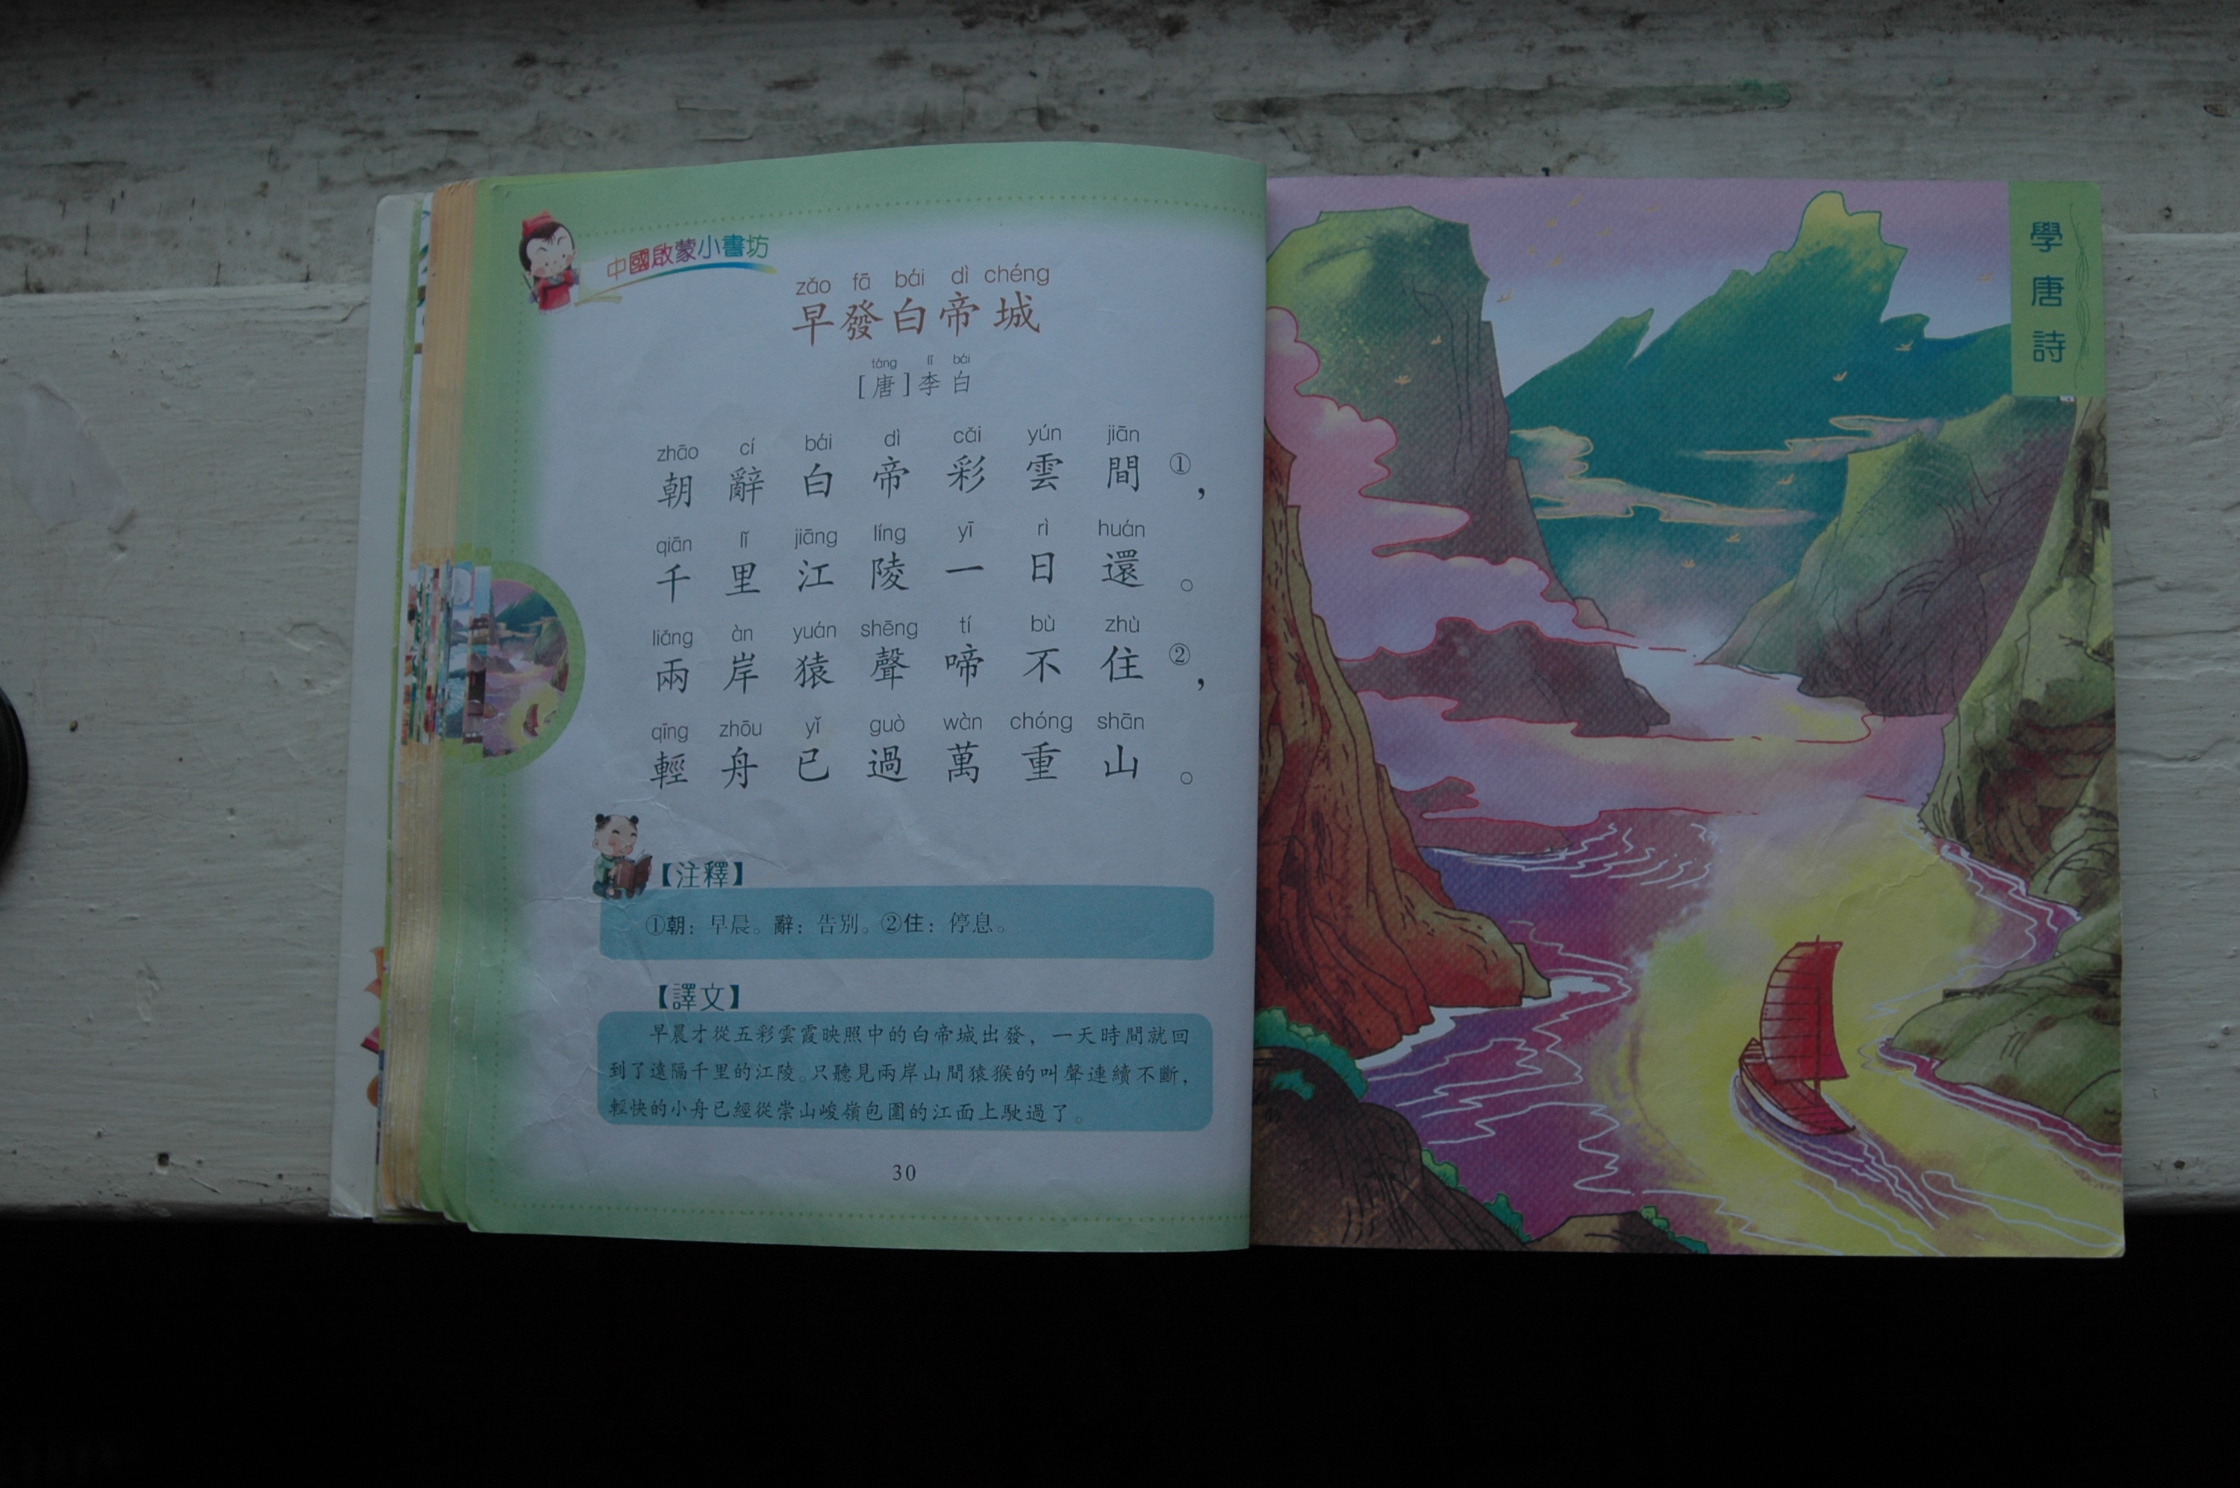 中國啟蒙小書坊
zǎo fā bái dì chéng
早發白帝城
táng lǐ bái
[唐]李白
zhāo cí bái dì cǎi yún jiān
朝辭白帝彩雲間①,
qiān lǐ jiāng líng yī rì huán
千里江陵一日還。
liǎng àn yuán shēng tí bù zhù
兩岸猿聲啼不住②,
qīng zhōu yǐ guò wàn chóng shān
輕舟已過萬重山。
【注釋】
①朝：早晨。辭：告別。②住：停息。
【譯文】
早晨才從五彩雲霞映照中的白帝城出發，一天時間就回
到了遠隔千里的江陵。只聽見兩岸山間猿猴的叫聲連續不斷，
輕快的小舟已經從崇山峻嶺包圍的江面上駛過了。
30
學唐詩